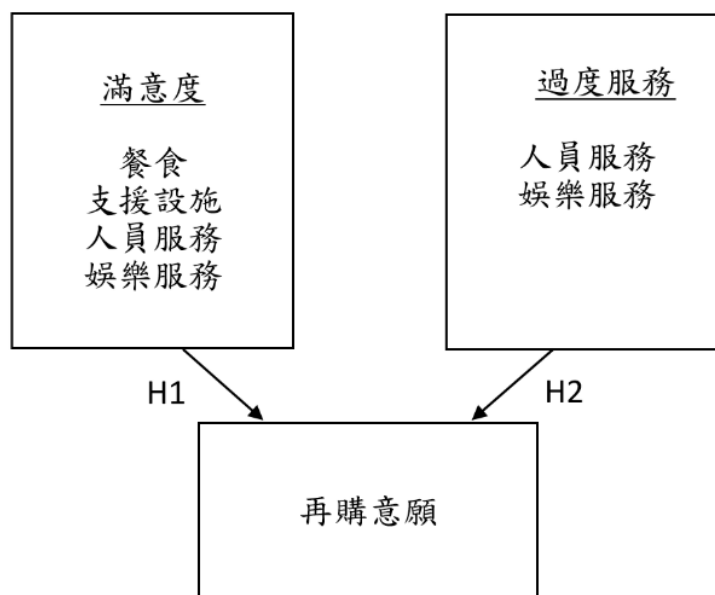 滿意度
餐食
支援設施
人員服務
娛樂服務
過度服務
人員服務
娛樂服務
H1
H2
再購意願